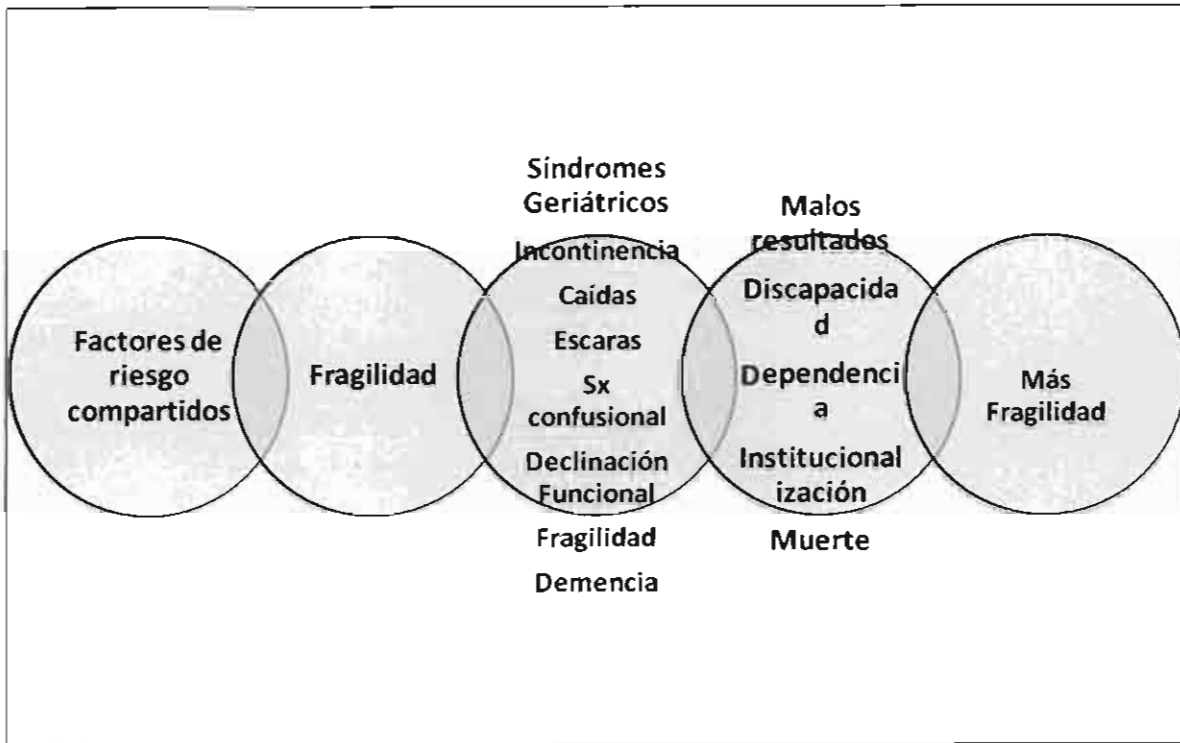 Factores de
riesgo
compartidos
Fragilidad
Síndromes
Geriátricos
Incontinencia
Caídas
Escaras
Sx
confusional
Declinación
Funcional
Fragilidad
Demencia
Malos
resultados
Discapacida
d
Dependenci
a
Institucional
ización
Muerte
Más
Fragilidad